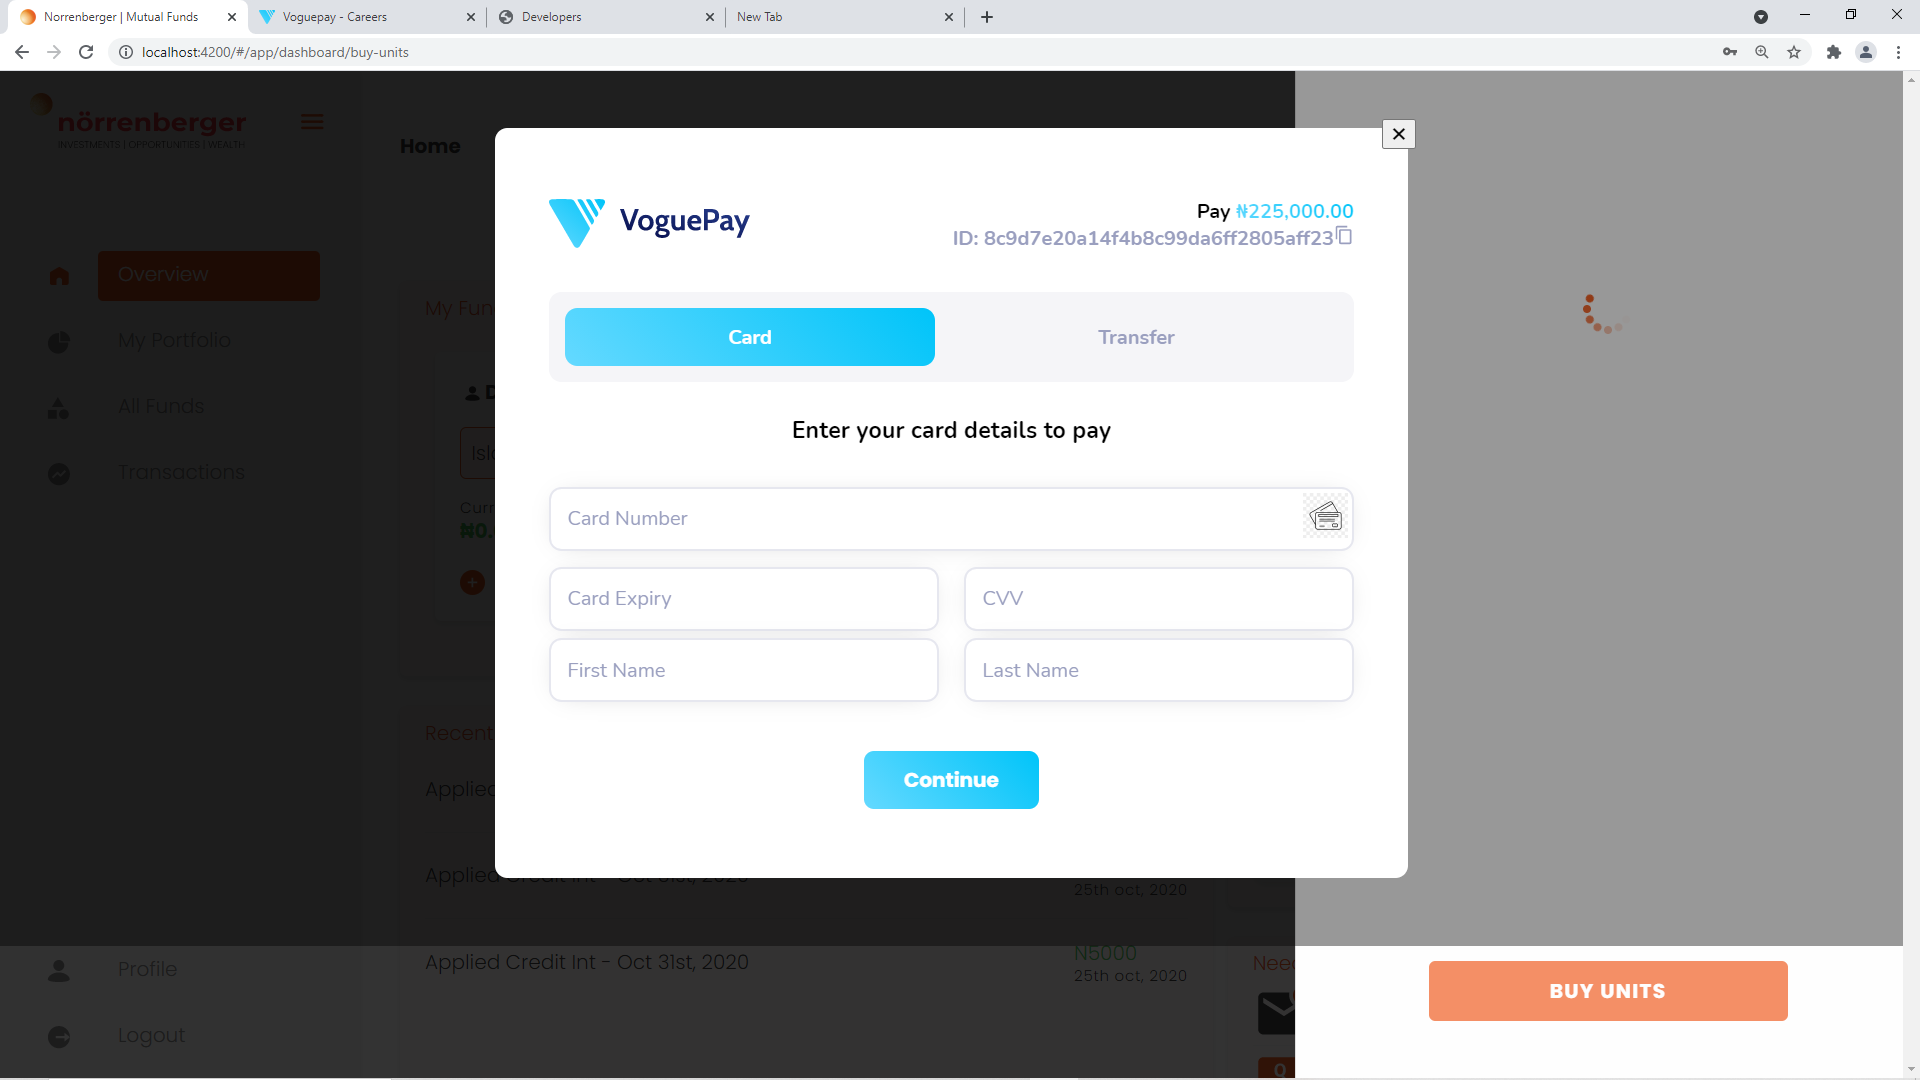 Norrenberger | Mutual Funds
Voguepay - Careers
Developers
New Tab
localhost:4200/#/app/dashboard/buy-units
nörrenberger
INVESTMENTS | OPPORTUNITIES | WEALTH
Home
VoguePay
Pay ₦225,000.00
ID: 8c9d7e20a14f4b8c99da6ff2805aff23
Overview
My Portfolio
All Funds
Transactions
My Fun
Card
Transfer
Enter your card details to pay
Card Number
Card Expiry
CVV
First Name
Last Name
Continue
Curr
₦0.
Recent
Applied
Applied Credit Int - Oct 31st, 2020
25th oct, 2020
Applied Credit Int - Oct 31st, 2020
N5000
25th oct, 2020
Need
Profile
Logout
BUY UNITS